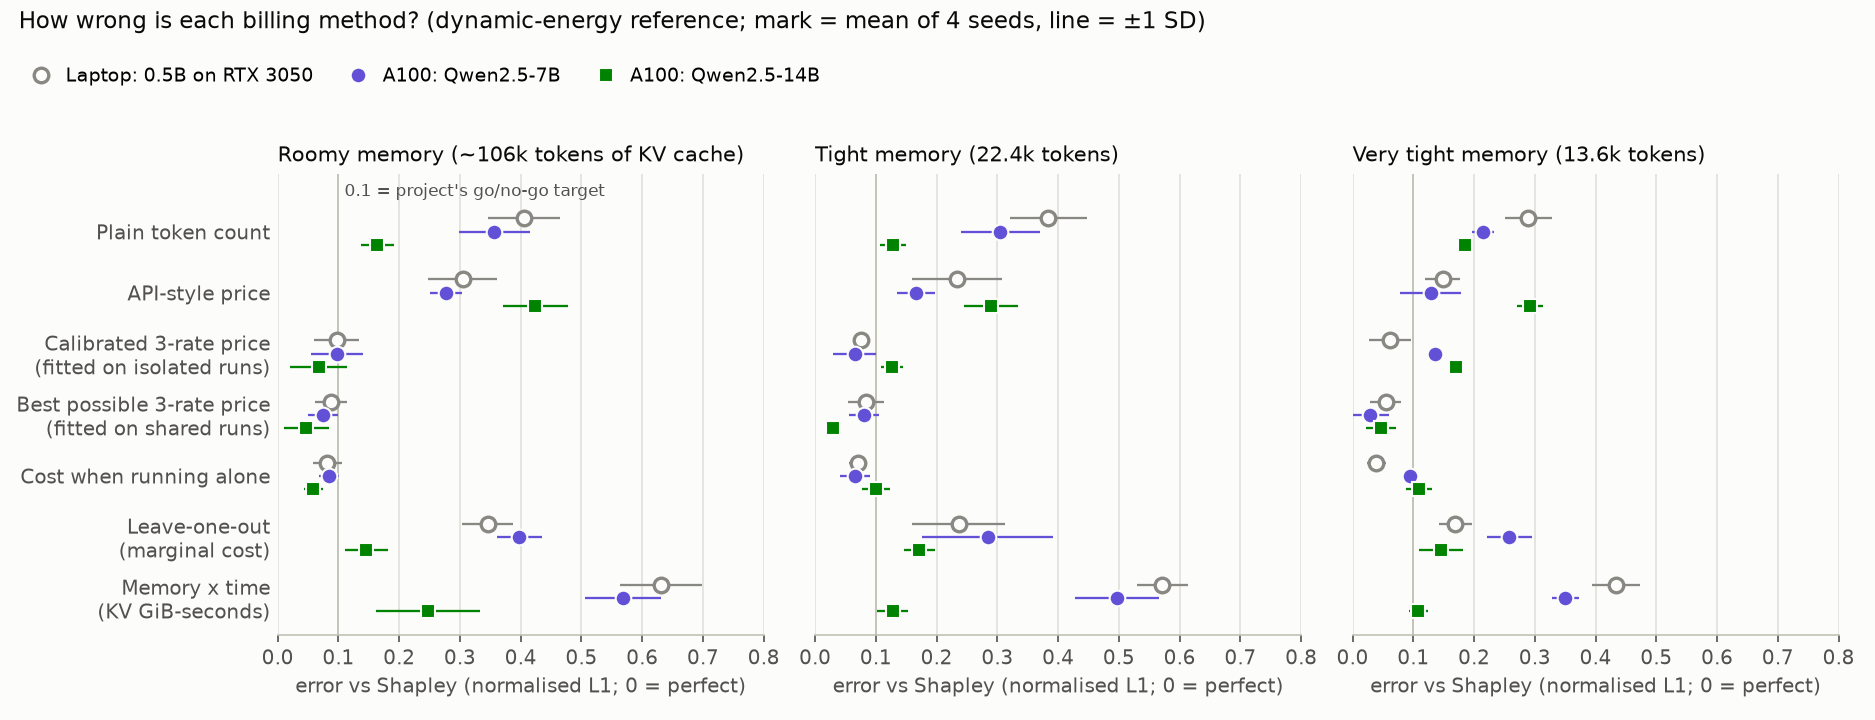 How wrong is each billing method? (dynamic-energy reference; mark = mean of 4 seeds, line = ±1 SD)
Laptop: 0.5B on RTX 3050
A100: Qwen2.5-7B
A100: Qwen2.5-14B
Roomy memory (~106k tokens of KV cache)
Tight memory (22.4k tokens)
Very tight memory (13.6k tokens)
0.1 = project's go/no-go target
Plain token count
API-style price
Calibrated 3-rate price
(fitted on isolated runs)
Best possible 3-rate price
(fitted on shared runs)
Cost when running alone
Leave-one-out
(marginal cost)
Memory x time
(KV GiB-seconds)
0.0 0.1 0.2 0.3 0.4 0.5 0.6 0.7 0.8
error vs Shapley (normalised L1; 0 = perfect)
0.0 0.1 0.2 0.3 0.4 0.5 0.6 0.7 0.8
error vs Shapley (normalised L1; 0 = perfect)
0.0 0.1 0.2 0.3 0.4 0.5 0.6 0.7 0.8
error vs Shapley (normalised L1; 0 = perfect)